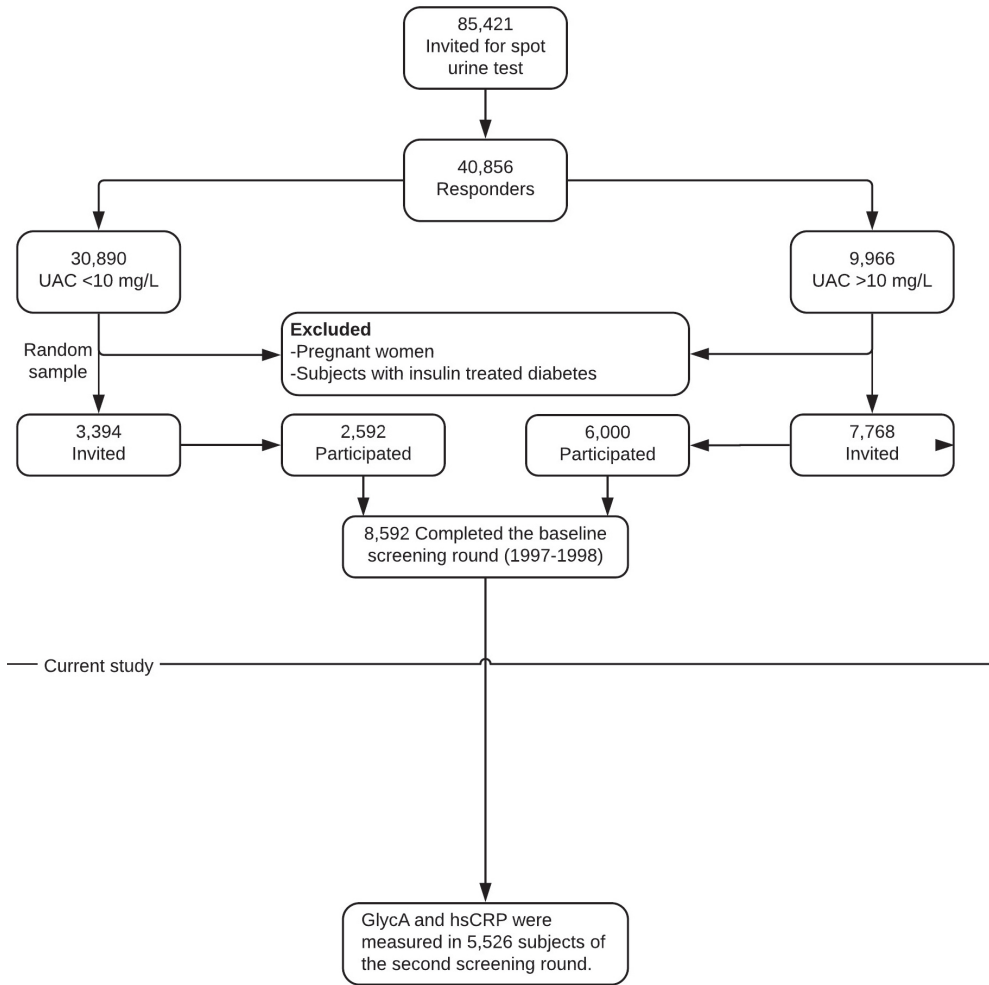 85,421
Invited for spot
urine test
40,856
Responders
30,890
UAC <10 mg/L
9,966
UAC >10 mg/L
Excluded
-Pregnant women
-Subjects with insulin treated diabetes
Random
sample
3,394
Invited
2,592
Participated
6,000
Participated
7,768
Invited
8,592 Completed the baseline
screening round (1997-1998)
Current study
GlycA and hsCRP were
measured in 5,526 subjects of
the second screening round.